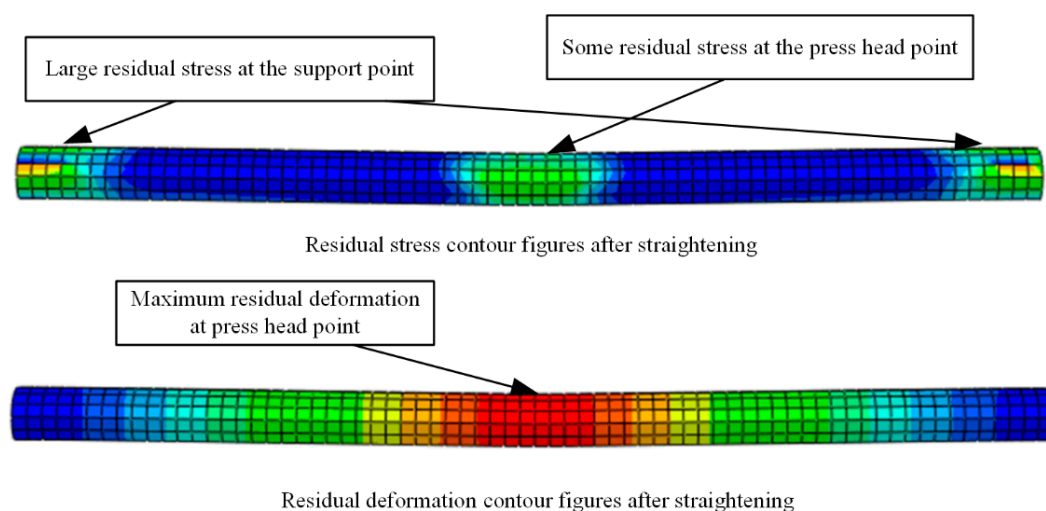 Some residual stress at the press head point
Large residual stress at the support point
Residual stress contour figures after straightening
Maximum residual deformation
at press head point
Residual deformation contour figures after straightening